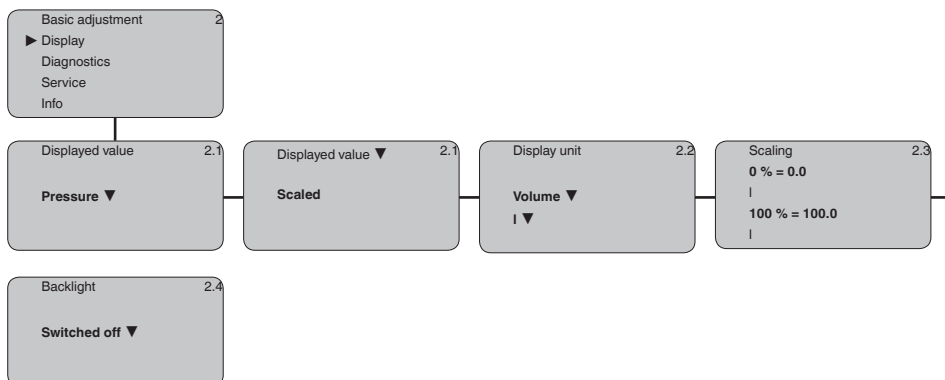 Basic adjustment 2
▶ Display
Diagnostics
Service
Info
Displayed value 2.1
Pressure ▼
Displayed value ▼ 2.1
Scaled
Display unit 2.2
Volume ▼
l ▼
Scaling 2.3
0 % = 0.0
l
100 % = 100.0
l
Backlight 2.4
Switched off ▼